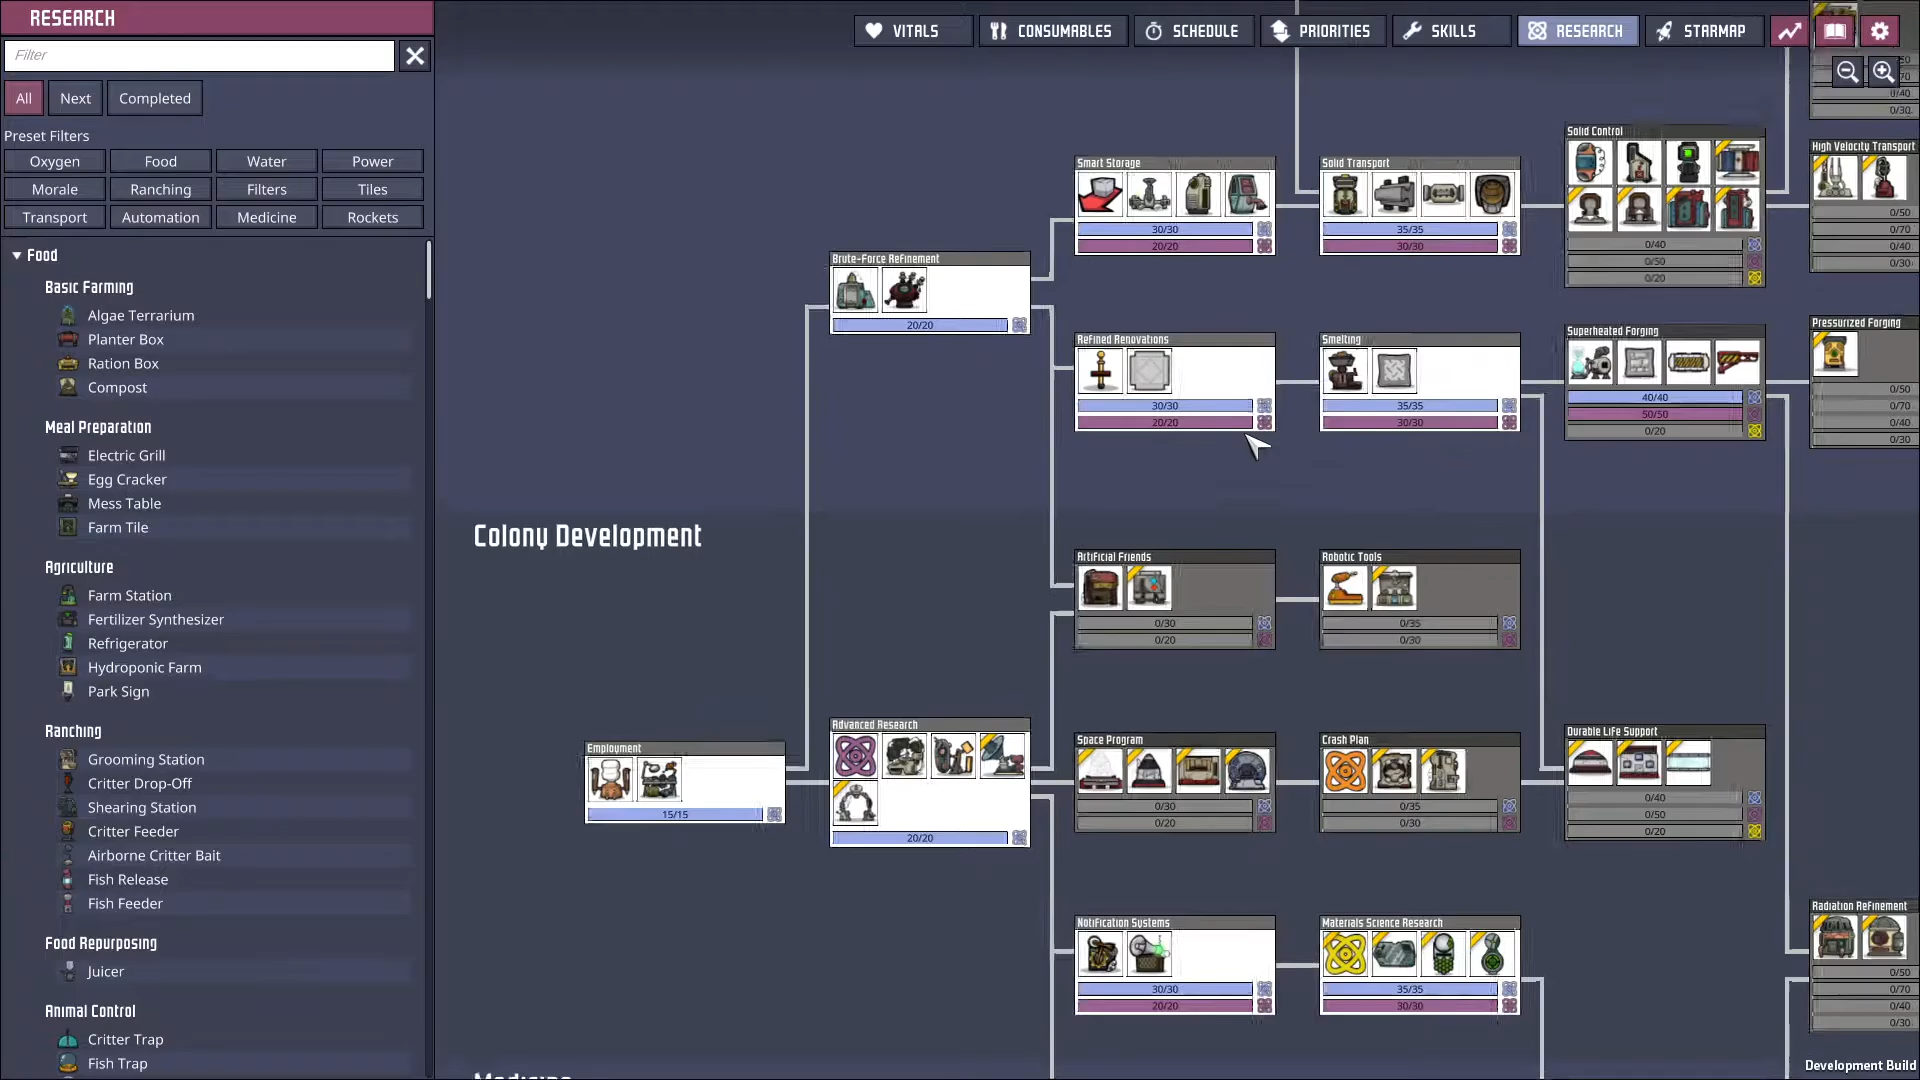 RESEARCH
VITALS
CONSUMABLES
SCHEDULE
PRIORITIES
SKILLS
RESEARCH
STARMAP
Filter
All
Next
Completed
Preset Filters
Oxygen
Food
Water
Power
Morale
Ranching
Filters
Tiles
Transport
Automation
Medicine
Rockets
Food
Basic Farming
Algae Terrarium
Planter Box
Ration Box
Compost
Meal Preparation
Electric Grill
Egg Cracker
Mess Table
Farm Tile
Agriculture
Farm Station
Fertilizer Synthesizer
Refrigerator
Hydroponic Farm
Park Sign
Ranching
Grooming Station
Critter Drop-Off
Shearing Station
Critter Feeder
Airborne Critter Bait
Fish Release
Fish Feeder
Food Repurposing
Juicer
Animal Control
Critter Trap
Fish Trap
Colony Development
Employment
15/15
Brute-Force Refinement
20/20
Advanced Research
20/20
Smart Storage
30/30
20/20
Solid Transport
35/35
30/30
Solid Control
0/40
0/50
0/20
0/40
0/30
High Velocity Transport
0/50
0/70
0/40
0/30
Refined Renovations
30/30
20/20
Smelting
35/35
30/30
Superheated Forging
40/40
50/50
0/20
Pressurized Forging
0/50
0/70
0/40
0/30
Artificial Friends
0/30
0/20
Robotic Tools
0/35
0/30
Space Program
0/30
0/20
Crash Plan
0/35
0/30
Durable Life Support
0/40
0/50
0/20
Notification Systems
30/30
20/20
Materials Science Research
35/35
30/30
Radiation Refinement
0/50
0/70
0/40
0/30
Medicine
Development Build